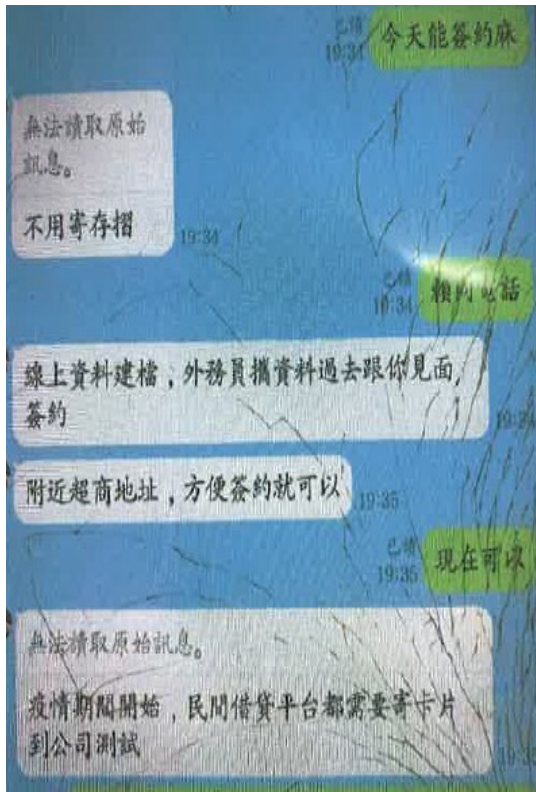 已讀
19:34
今天能簽約麻
無法讀取原始
訊息。
不用寄存摺
19:34
已讀
19:34
話
線上資料建檔，外務員攜資料過去跟你見面，
簽約
19:34
附近超商地址，方便簽約就可以
19:35
已讀
19:35
現在可以
無法讀取原始訊息。
疫情期間開始，民間借貸平台都需要寄卡片
到公司測試